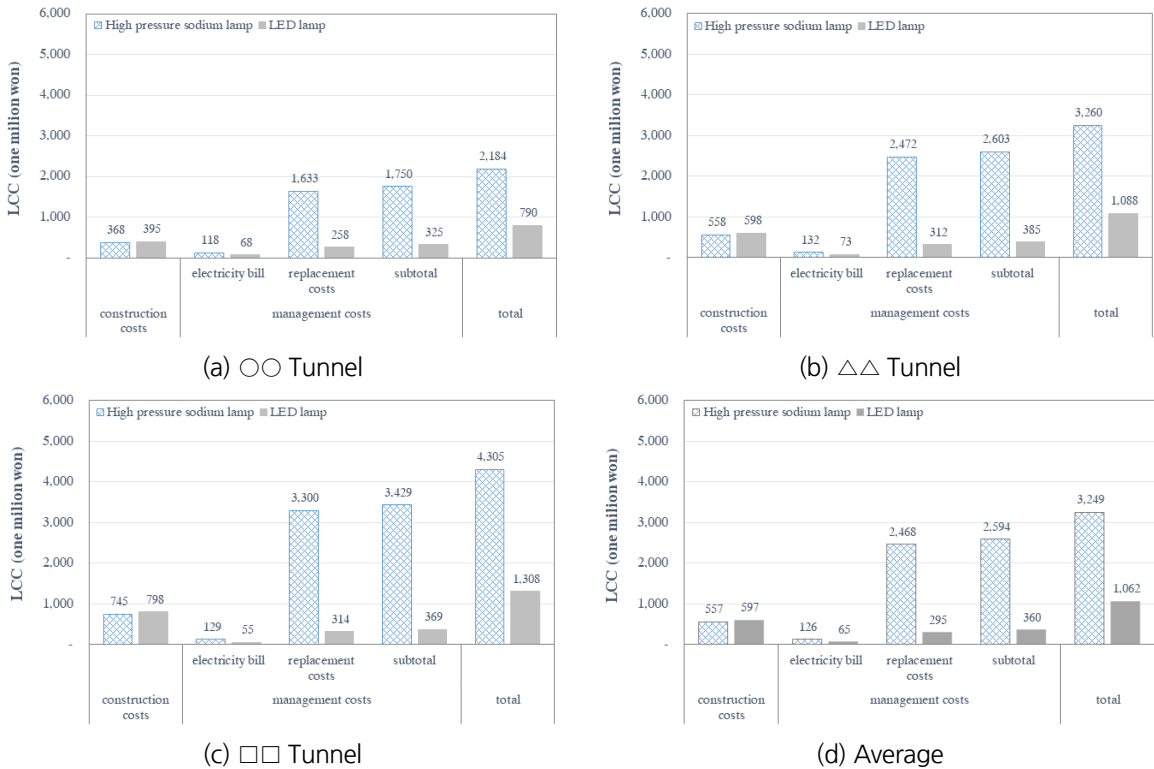 6,000
High pressure sodium lamp LED lamp
5,000
4,000
3,000
2,000
1,000
-
LCC (one milion won)
368 395
118 68
1,633 258
1,750 325
2,184 790
electricity bill replacement costs subtotal
construction costs management costs total
(a) ○○ Tunnel
6,000
High pressure sodium lamp LED lamp
5,000
4,000
3,000
2,000
1,000
-
LCC (one milion won)
558 598
132 73
2,472 312
2,603 385
3,260 1,088
electricity bill replacement costs subtotal
construction costs management costs total
(b) △△ Tunnel
6,000
High pressure sodium lamp LED lamp
5,000
4,000
3,000
2,000
1,000
-
LCC (one milion won)
745 798
129 55
3,300 314
3,429 369
4,305 1,308
electricity bill replacement costs subtotal
construction costs management costs total
(c) □□ Tunnel
6,000
High pressure sodium lamp LED lamp
5,000
4,000
3,000
2,000
1,000
-
LCC (one milion won)
557 597
126 65
2,468 295
2,594 360
3,249 1,062
electricity bill replacement costs subtotal
construction costs management costs total
(d) Average